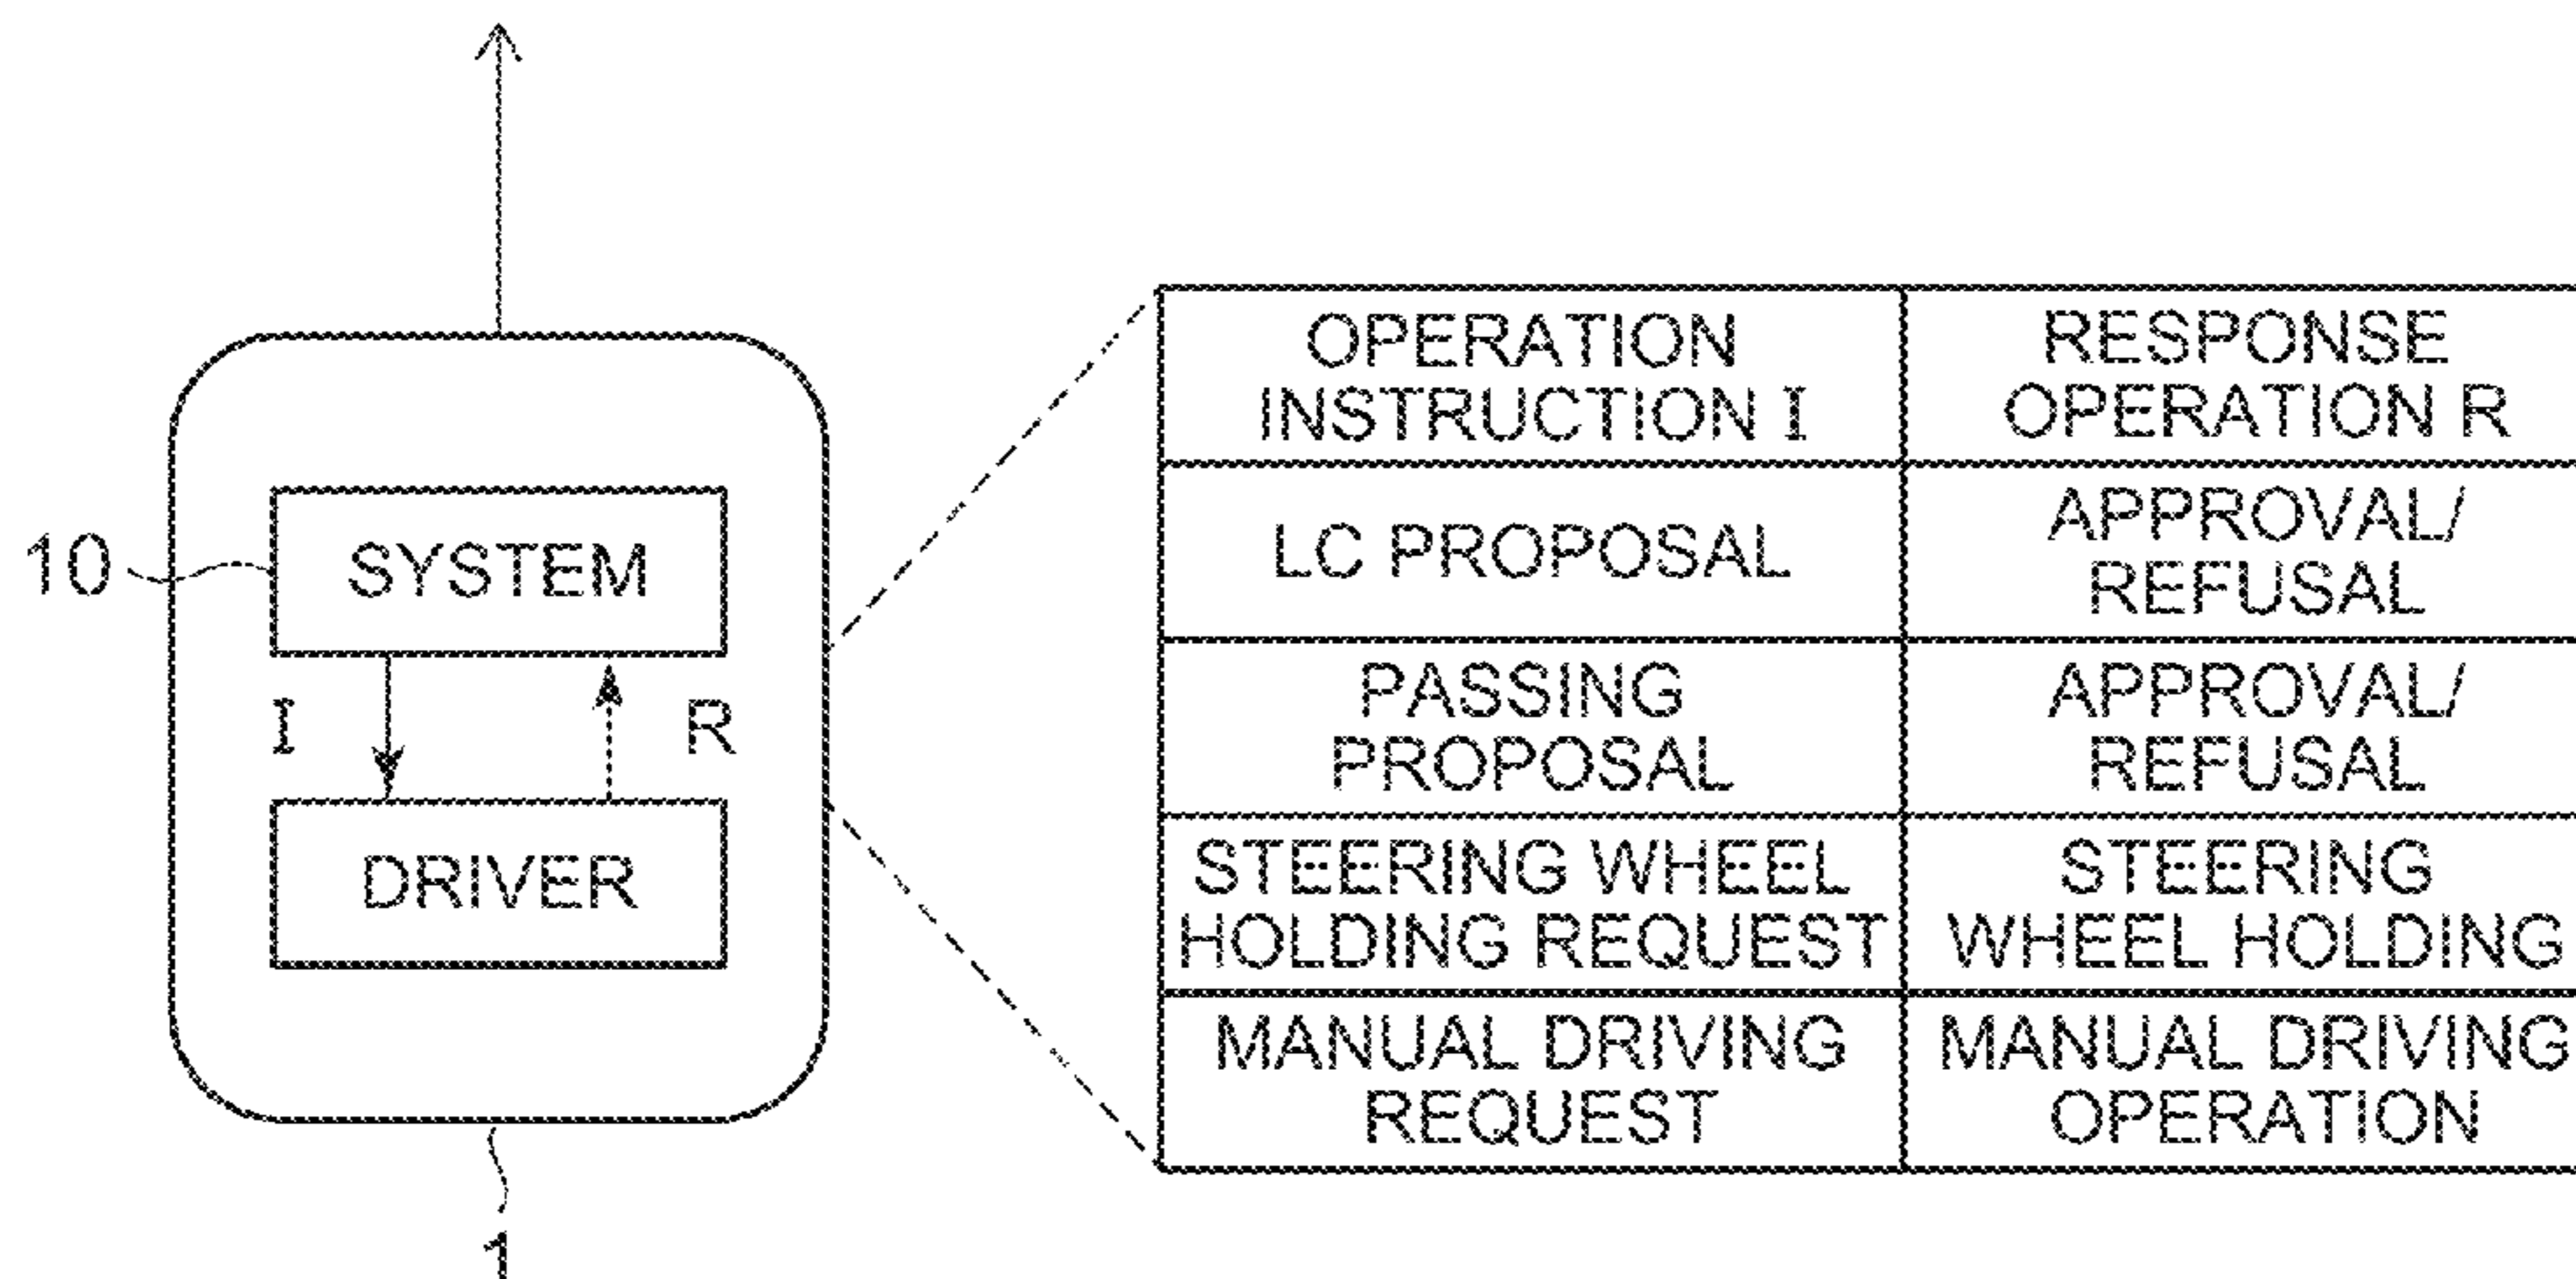 10
SYSTEM
I
R
DRIVER
1
OPERATION
INSTRUCTION I
RESPONSE
OPERATION R
LC PROPOSAL
APPROVAL/
REFUSAL
PASSING
PROPOSAL
APPROVAL/
REFUSAL
STEERING WHEEL
HOLDING REQUEST
STEERING
WHEEL HOLDING
MANUAL DRIVING
REQUEST
MANUAL DRIVING
OPERATION